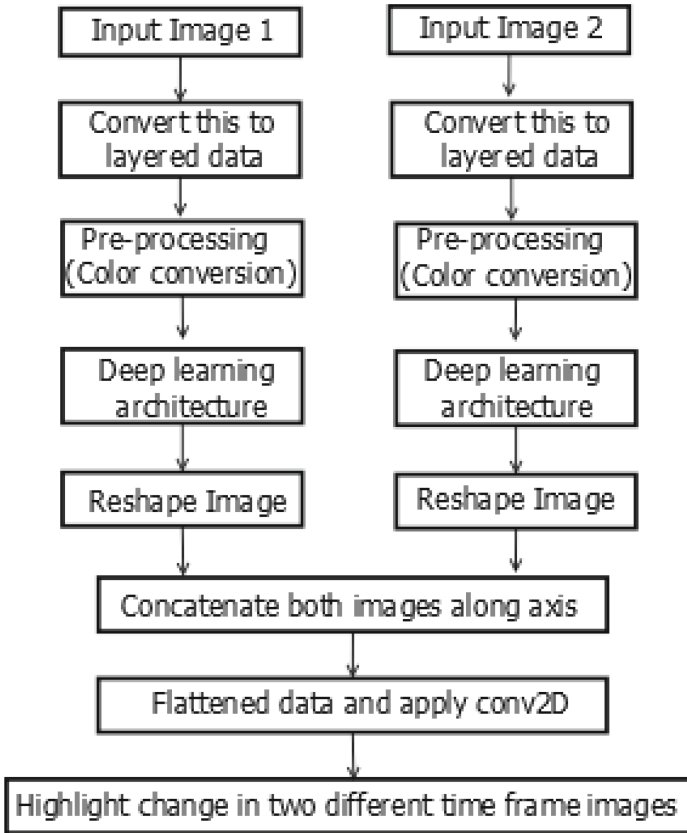 Input Image 1
Input Image 2
Convert this to
layered data
Convert this to
layered data
Pre-processing
(Color conversion)
Pre-processing
(Color conversion)
Deep learning
architecture
Deep learning
architecture
Reshape Image
Reshape Image
Concatenate both images along axis
Flattened data and apply conv2D
Highlight change in two different time frame images